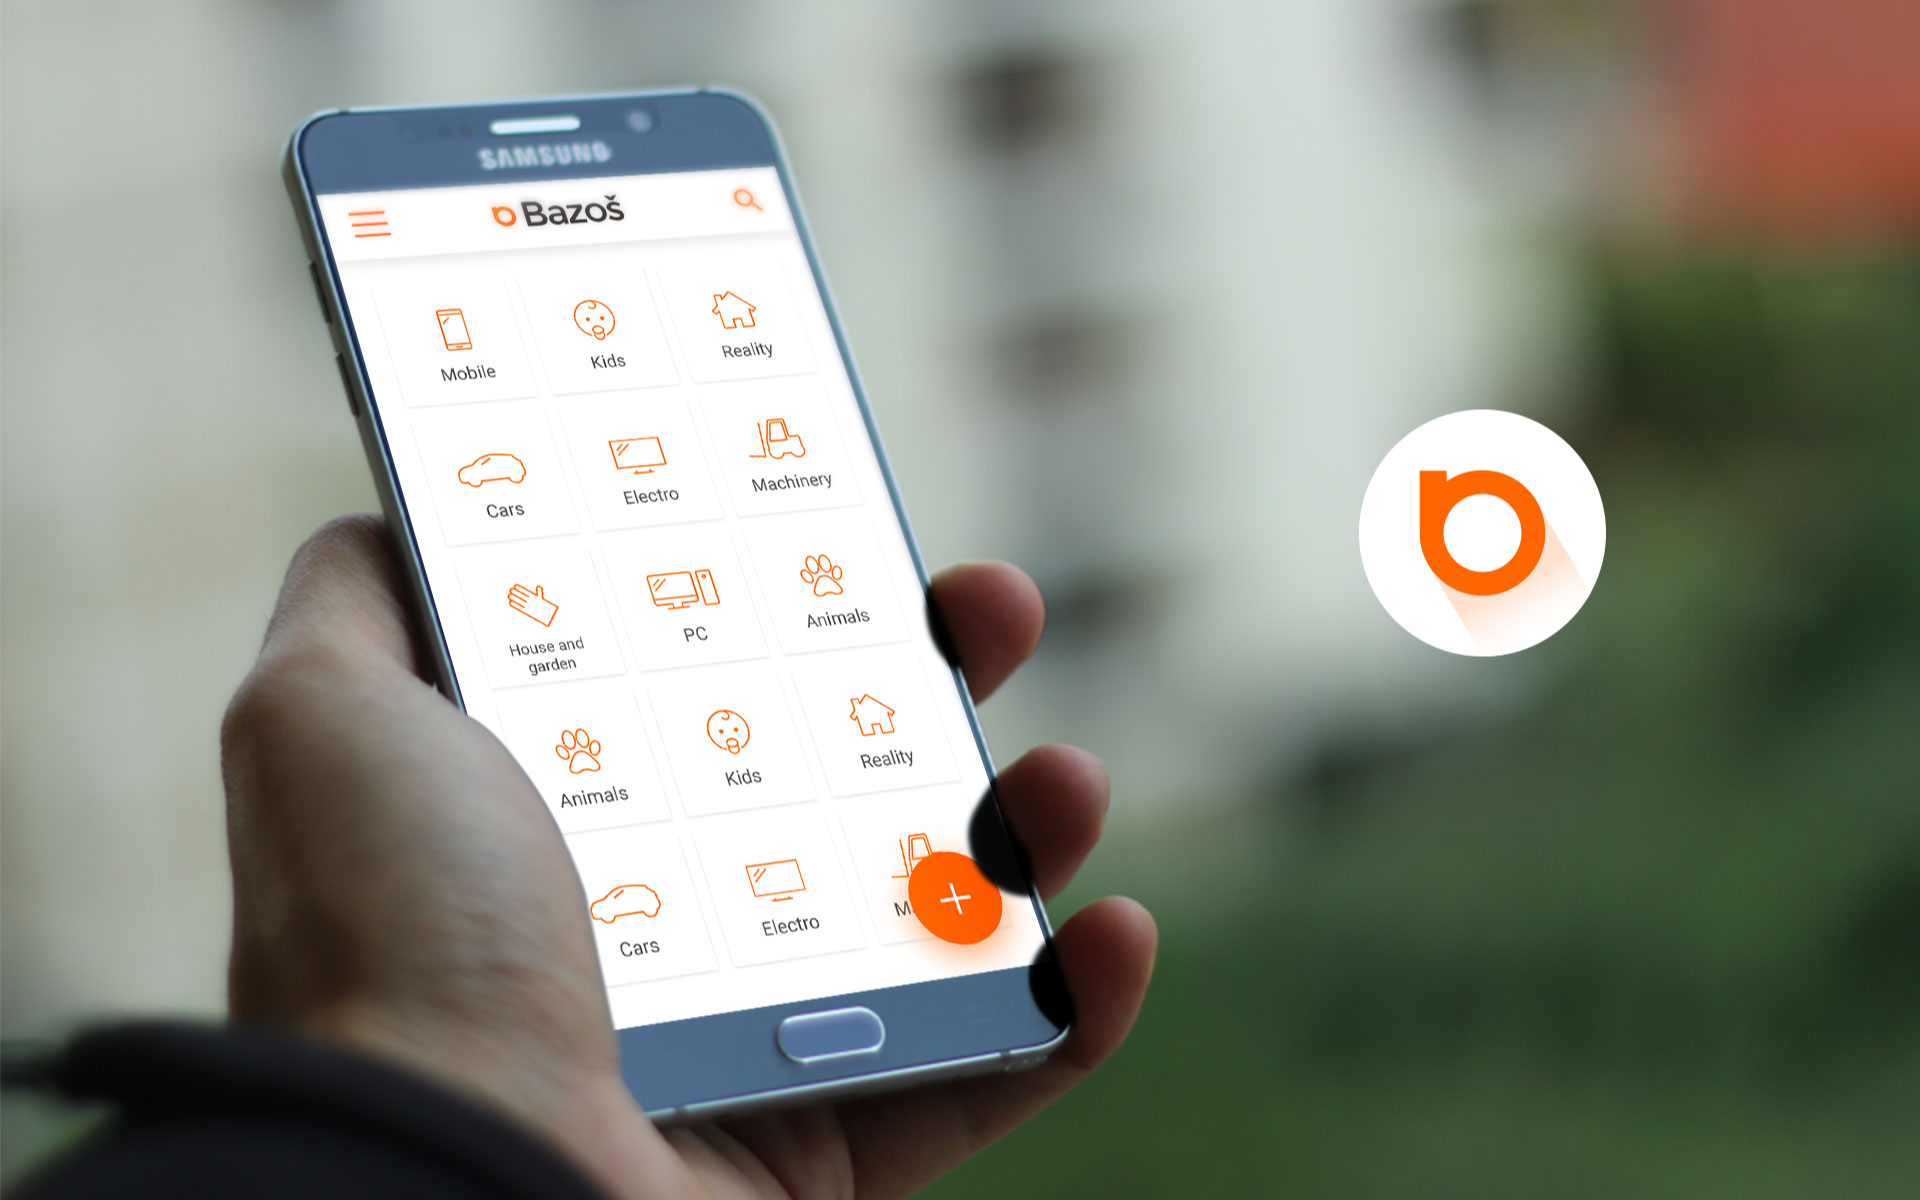 SAMSUNG
Bazoš
Mobile
Kids
Reality
Cars
Electro
Machinery
House and
garden
PC
Animals
Animals
Kids
Reality
Cars
Electro